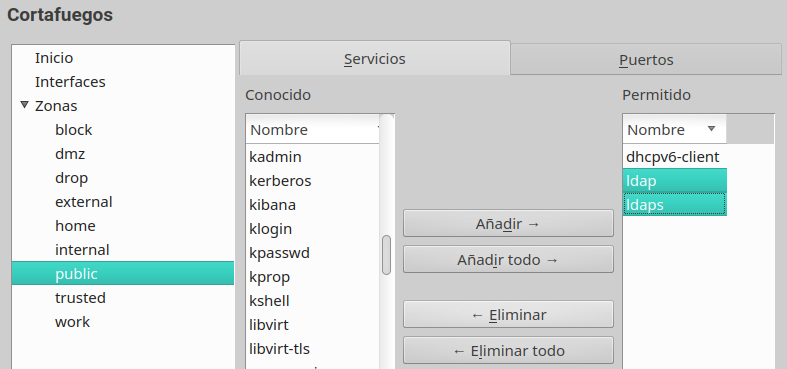 Cortafuegos
Inicio
Interfaces
Zonas
block
dmz
drop
external
home
internal
public
trusted
work
Servicios
Puertos
Conocido
Nombre
kadmin
kerberos
kibana
klogin
kpasswd
kprop
kshell
libvirt
libvirt-tls
Añadir →
Añadir todo →
← Eliminar
← Eliminar todo
Permitido
Nombre
dhcpv6-client
ldap
ldaps